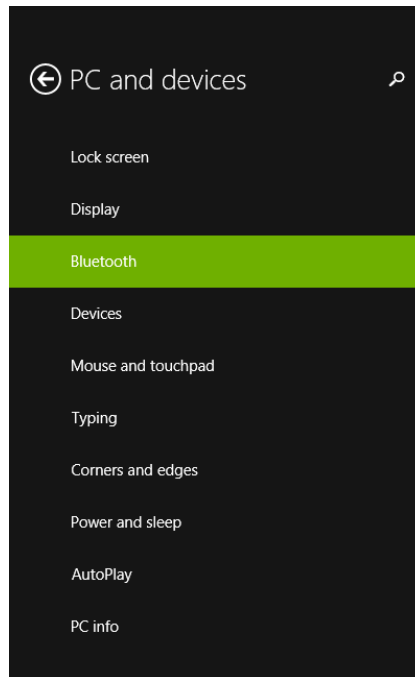 PC and devices
Lock screen
Display
Bluetooth
Devices
Mouse and touchpad
Typing
Corners and edges
Power and sleep
AutoPlay
PC info